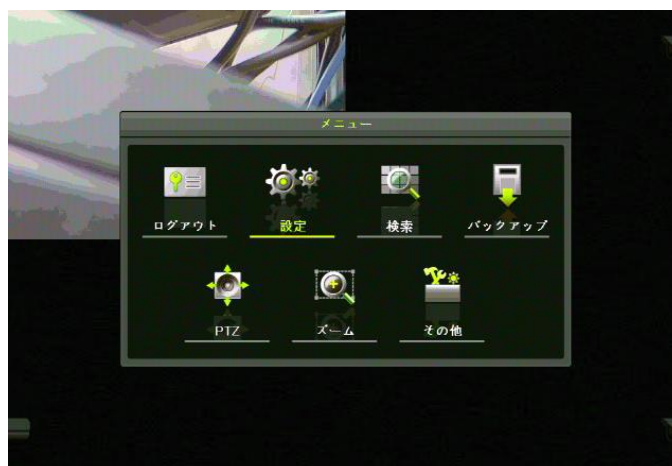 メニュー
ログアウト
設定
検索
バックアップ
PTZ
ズーム
その他